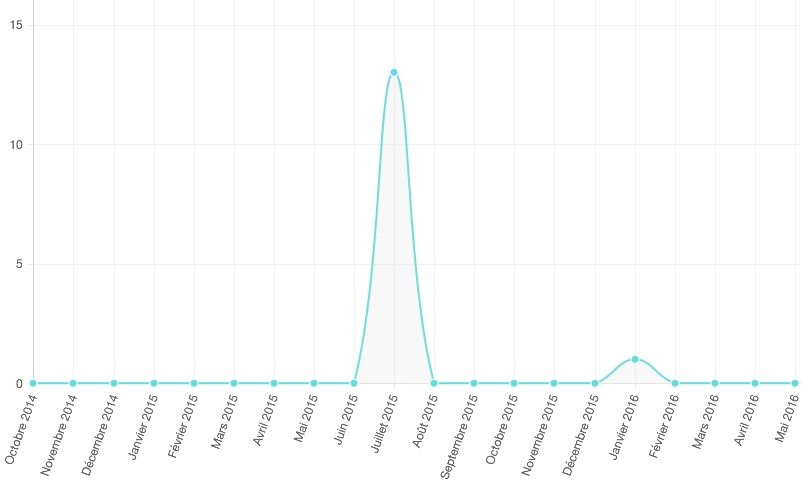 15
10
5
0
Octobre 2014
Novembre 2014
Décembre 2014
Janvier 2015
Février 2015
Mars 2015
Avril 2015
Mai 2015
Juin 2015
Juillet 2015
Août 2015
Septembre 2015
Octobre 2015
Novembre 2015
Décembre 2015
Janvier 2016
Février 2016
Mars 2016
Avril 2016
Mai 2016